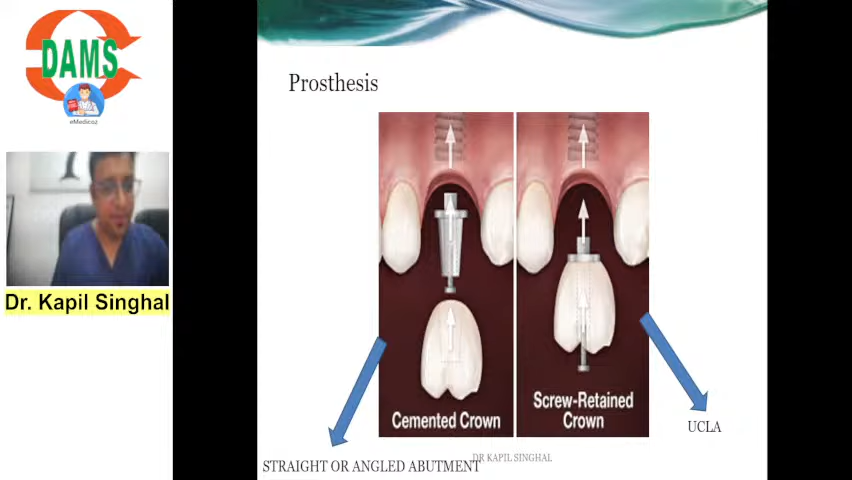 DAMS
eMedicoz
Dr. Kapil Singhal
Prosthesis
Cemented Crown
Screw-Retained
Crown
UCLA
STRAIGHT OR ANGLED ABUTMENT
DR KAPIL SINGHAL